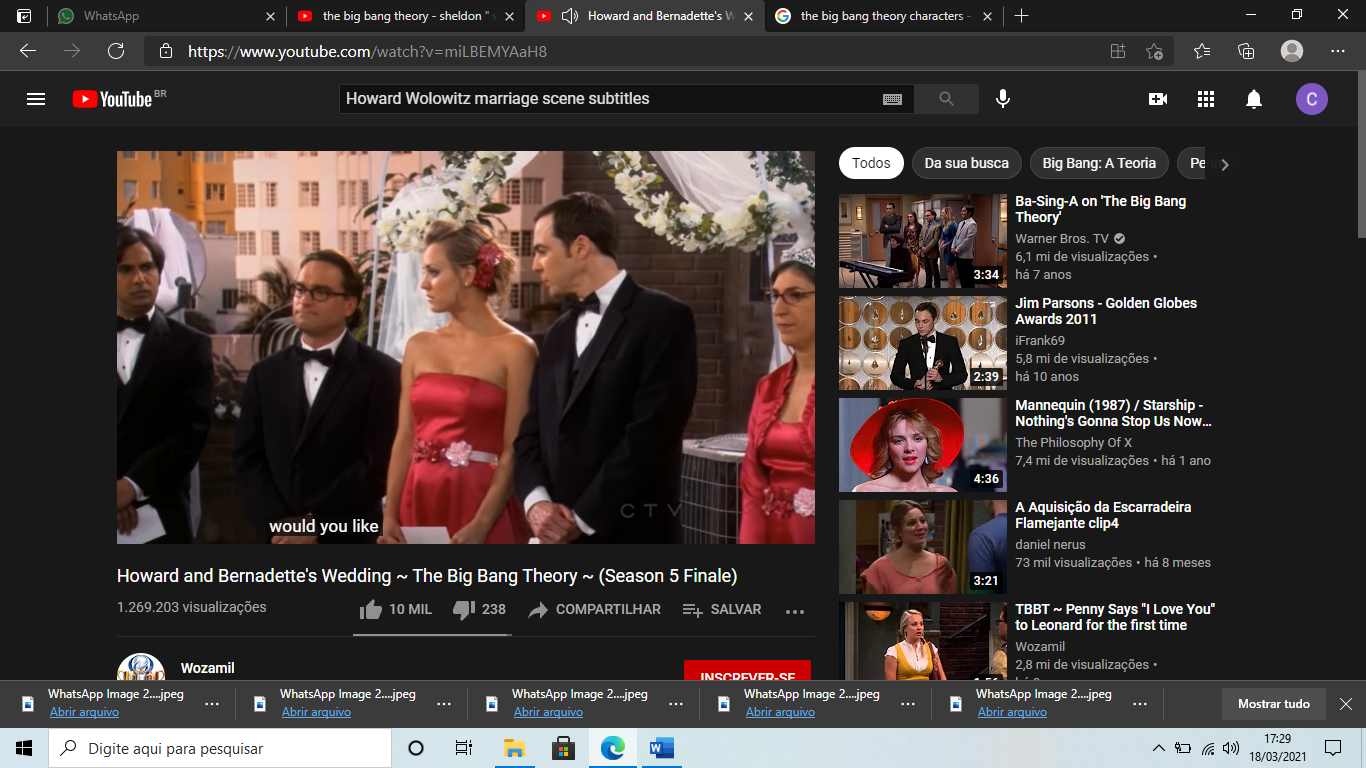 WhatsApp
the big bang theory - sheldon "
Howard and Bernadette's W
the big bang theory characters -
https://www.youtube.com/watch?v=miLBEMYAaH8
YouTube BR
Howard Wolowitz marriage scene subtitles
C
Todos
Da sua busca
Big Bang: A Teoria
CTV
would you like
Howard and Bernadette's Wedding ~ The Big Bang Theory ~ (Season 5 Finale)
1.269.203 visualizações
10 MIL
238
COMPARTILHAR
SALVAR
Wozamil
INSCREVER-SE
3:34
Ba-Sing-A on 'The Big Bang
Theory'
Warner Bros. TV
6,1 mi de visualizações •
há 7 anos
2:39
Jim Parsons - Golden Globes
Awards 2011
iFrank69
5,8 mi de visualizações •
há 10 anos
4:36
Mannequin (1987) / Starship -
Nothing's Gonna Stop Us Now...
The Philosophy Of X
7,4 mi de visualizações • há 1 ano
3:21
A Aquisição da Escarradeira
Flamejante clip4
daniel nerus
73 mil visualizações • há 8 meses
TBBT ~ Penny Says "I Love You"
to Leonard for the first time
Wozamil
2,8 mi de visualizações •
WhatsApp Image 2....jpeg
Abrir arquivo
WhatsApp Image 2....jpeg
Abrir arquivo
WhatsApp Image 2....jpeg
Abrir arquivo
WhatsApp Image 2....jpeg
Abrir arquivo
WhatsApp Image 2....jpeg
Abrir arquivo
Mostrar tudo
Digite aqui para pesquisar
17:29
18/03/2021